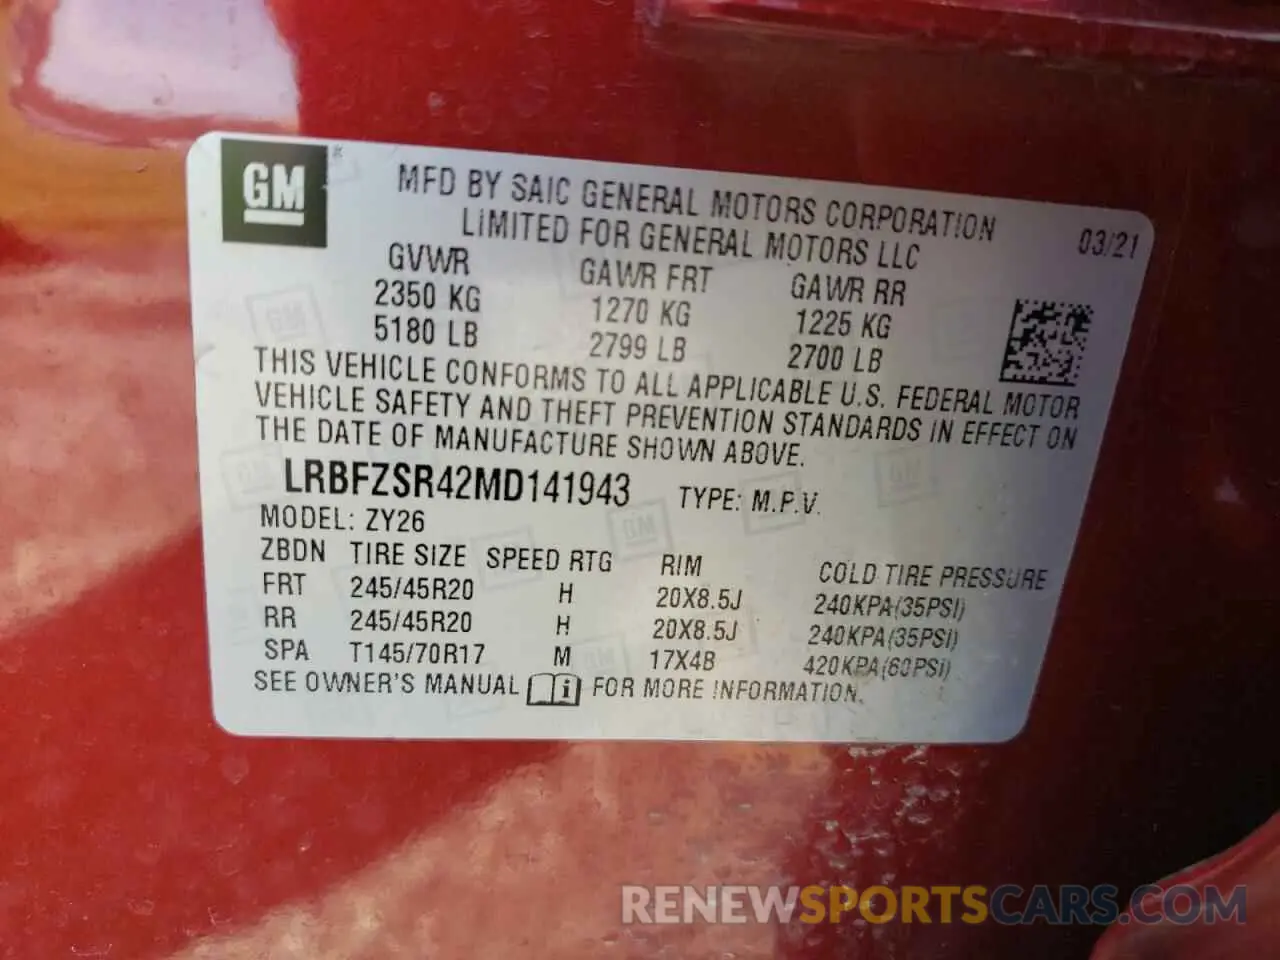 GM
MFD BY SAIC GENERAL MOTORS CORPORATION
LIMITED FOR GENERAL MOTORS LLC
03/21
GVWR GAWR FRT GAWR RR
2350 KG 1270 KG 1225 KG
5180 LB 2799 LB 2700 LB
THIS VEHICLE CONFORMS TO ALL APPLICABLE U.S. FEDERAL MOTOR
VEHICLE SAFETY AND THEFT PREVENTION STANDARDS IN EFFECT ON
THE DATE OF MANUFACTURE SHOWN ABOVE.
LRBFZSR42MD141943 TYPE: M.P.V.
MODEL: ZY26
ZBDN TIRE SIZE SPEED RTG RIM COLD TIRE PRESSURE
FRT 245/45R20 H 20X8.5J 240KPA(35PSI)
RR 245/45R20 H 20X8.5J 240KPA(35PSI)
SPA T145/70R17 M 17X4B 420KPA(60PSI)
SEE OWNER'S MANUAL i FOR MORE INFORMATION.
RENEWSPORTSCARS.COM